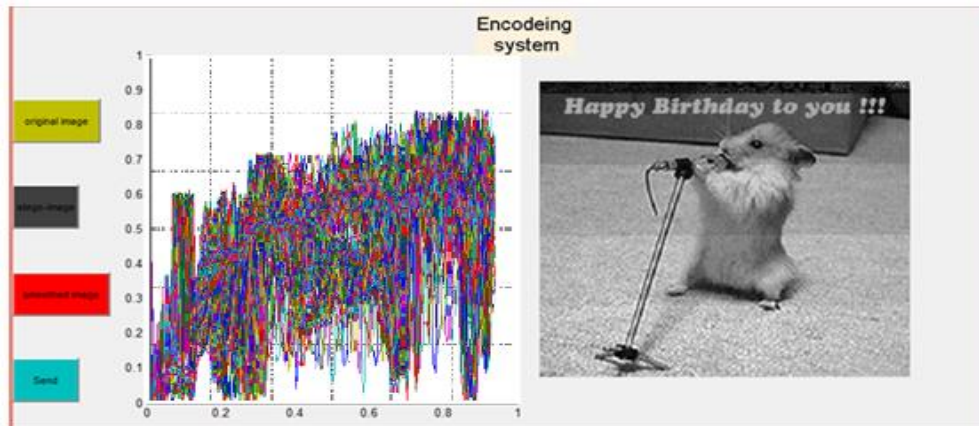 Encodeing
system
original image
stego-image
Send
1
0.9
0.8
0.7
0.6
0.5
0.4
0.3
0.2
0.1
0
0 0.2 0.4 0.6 0.8 1
Happy Birthday to you !!!